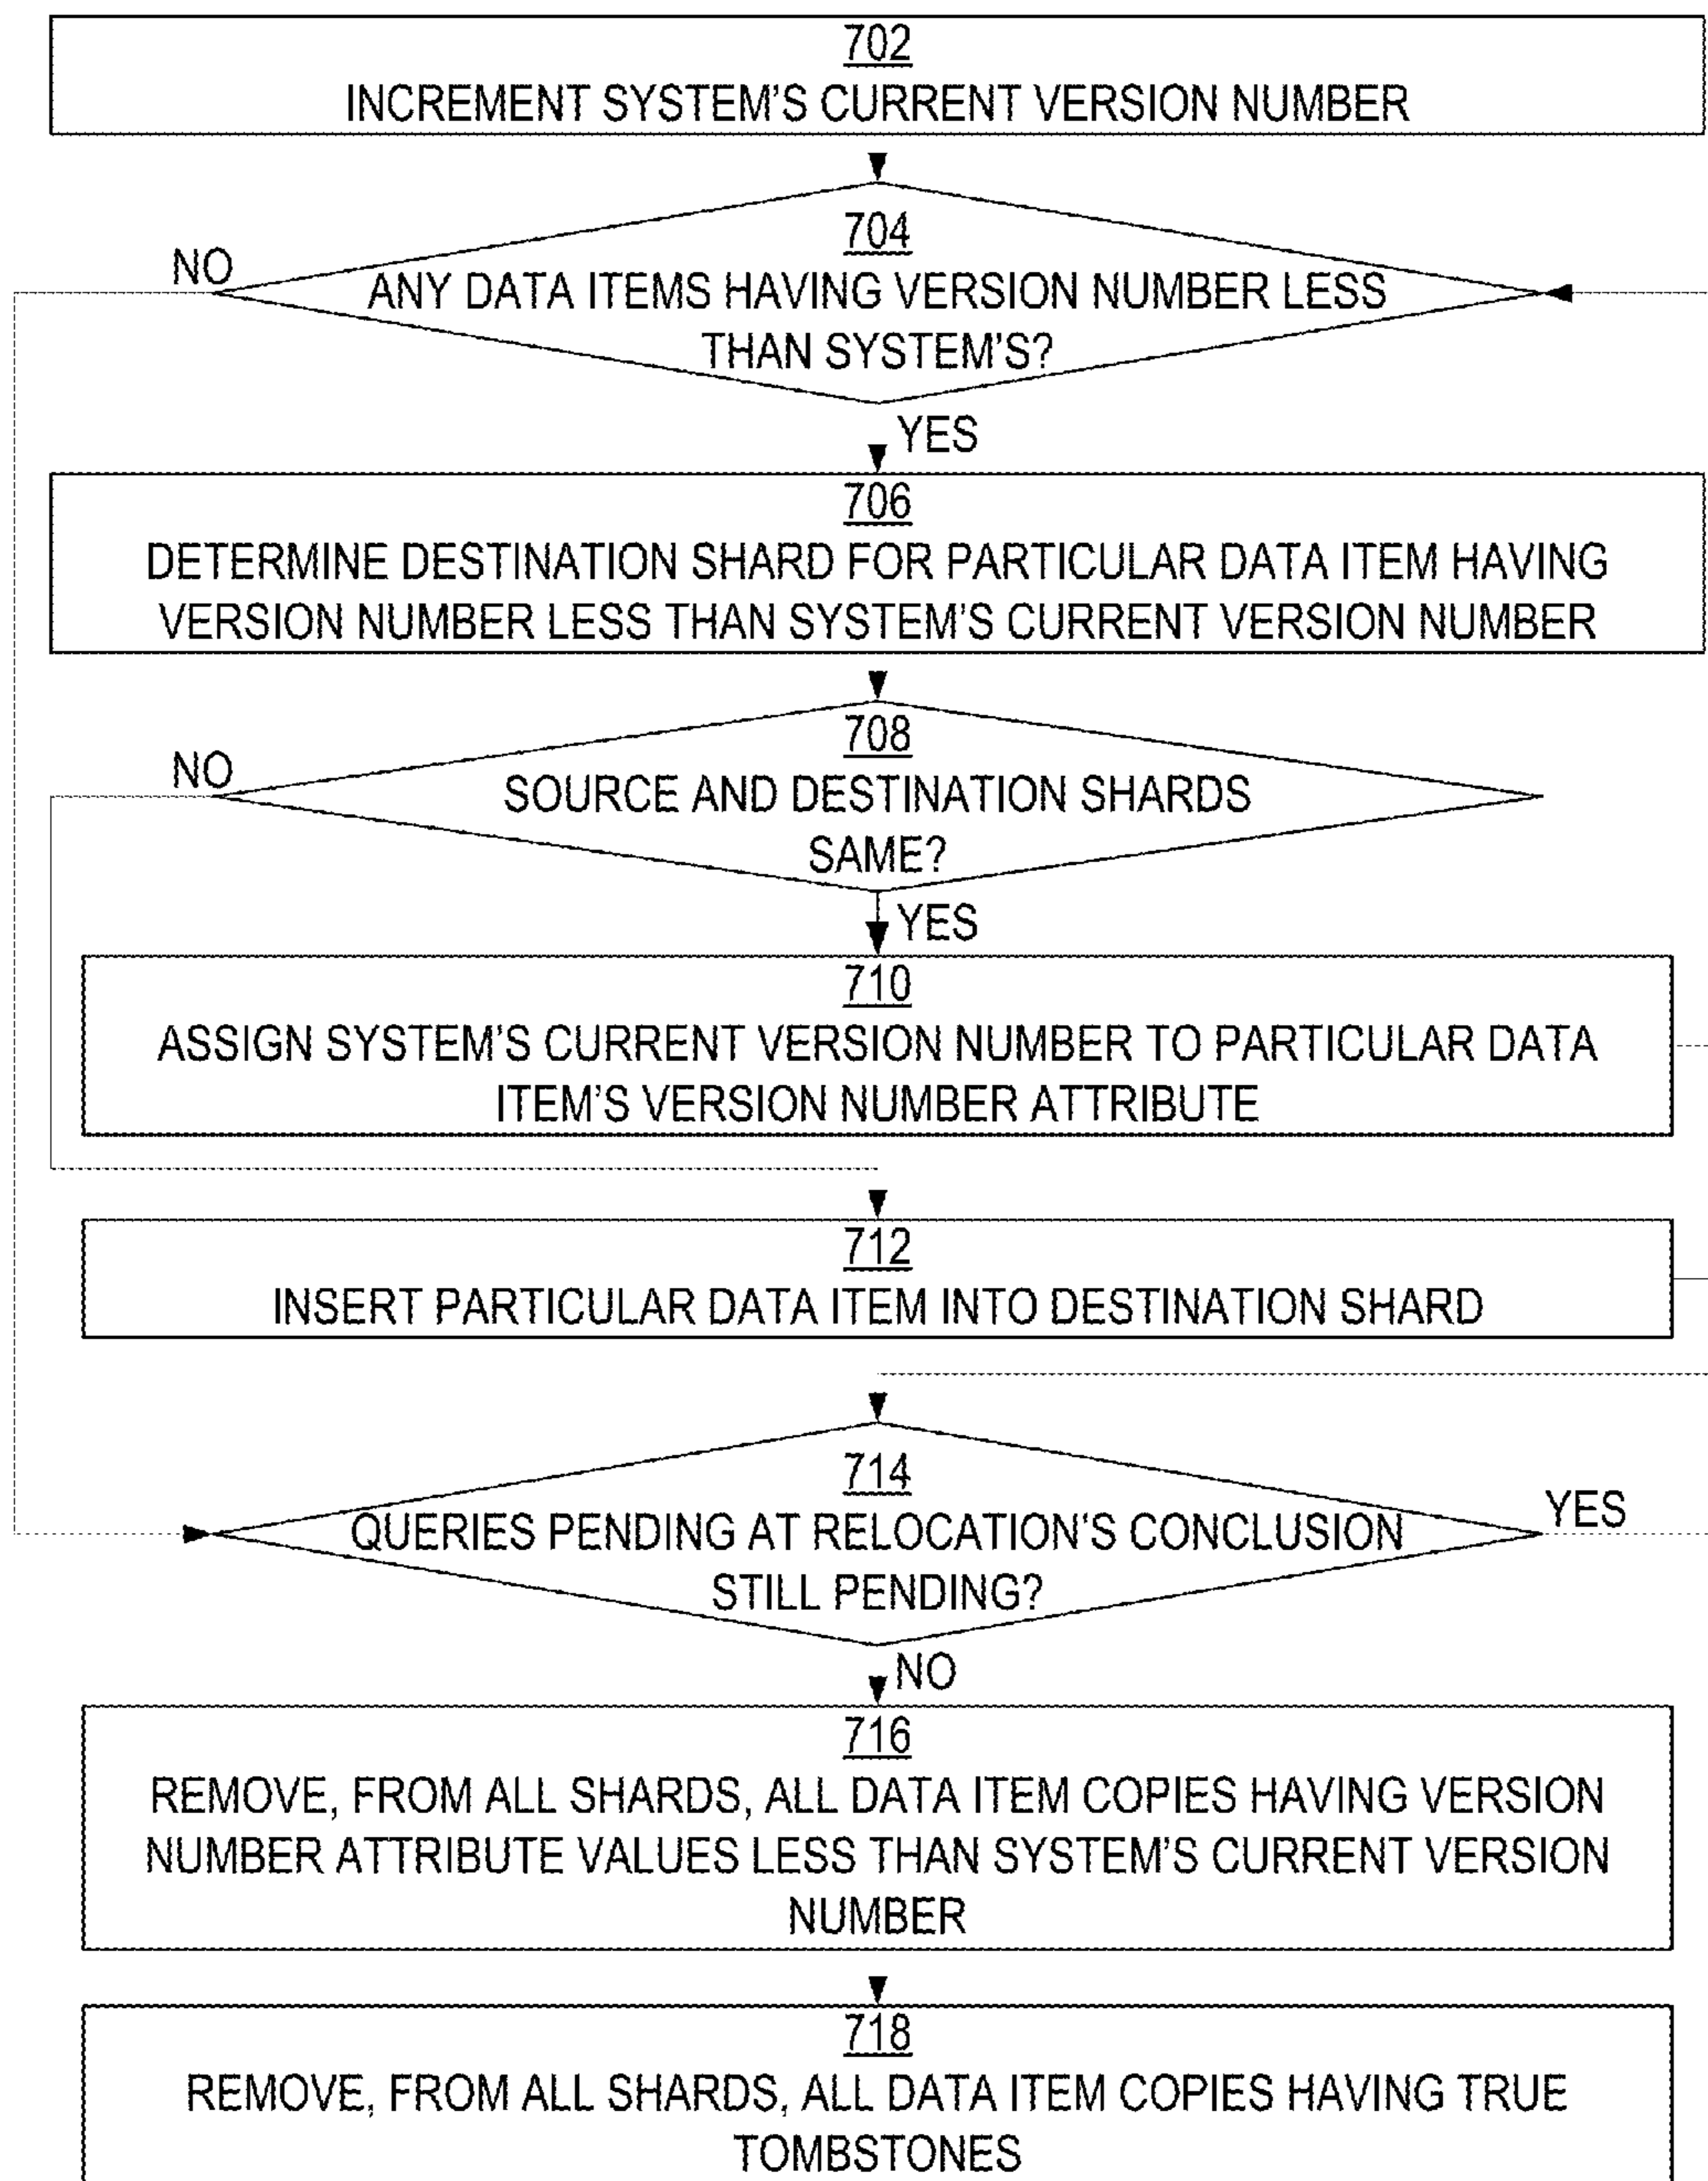 702
INCREMENT SYSTEM'S CURRENT VERSION NUMBER
704
NO
ANY DATA ITEMS HAVING VERSION NUMBER LESS
THAN SYSTEM'S?
YES
706
DETERMINE DESTINATION SHARD FOR PARTICULAR DATA ITEM HAVING
VERSION NUMBER LESS THAN SYSTEM'S CURRENT VERSION NUMBER
708
NO
SOURCE AND DESTINATION SHARDS
SAME?
YES
710
ASSIGN SYSTEM'S CURRENT VERSION NUMBER TO PARTICULAR DATA
ITEM'S VERSION NUMBER ATTRIBUTE
712
INSERT PARTICULAR DATA ITEM INTO DESTINATION SHARD
714
YES
QUERIES PENDING AT RELOCATION'S CONCLUSION
STILL PENDING?
NO
716
REMOVE, FROM ALL SHARDS, ALL DATA ITEM COPIES HAVING VERSION
NUMBER ATTRIBUTE VALUES LESS THAN SYSTEM'S CURRENT VERSION
NUMBER
718
REMOVE, FROM ALL SHARDS, ALL DATA ITEM COPIES HAVING TRUE
TOMBSTONES